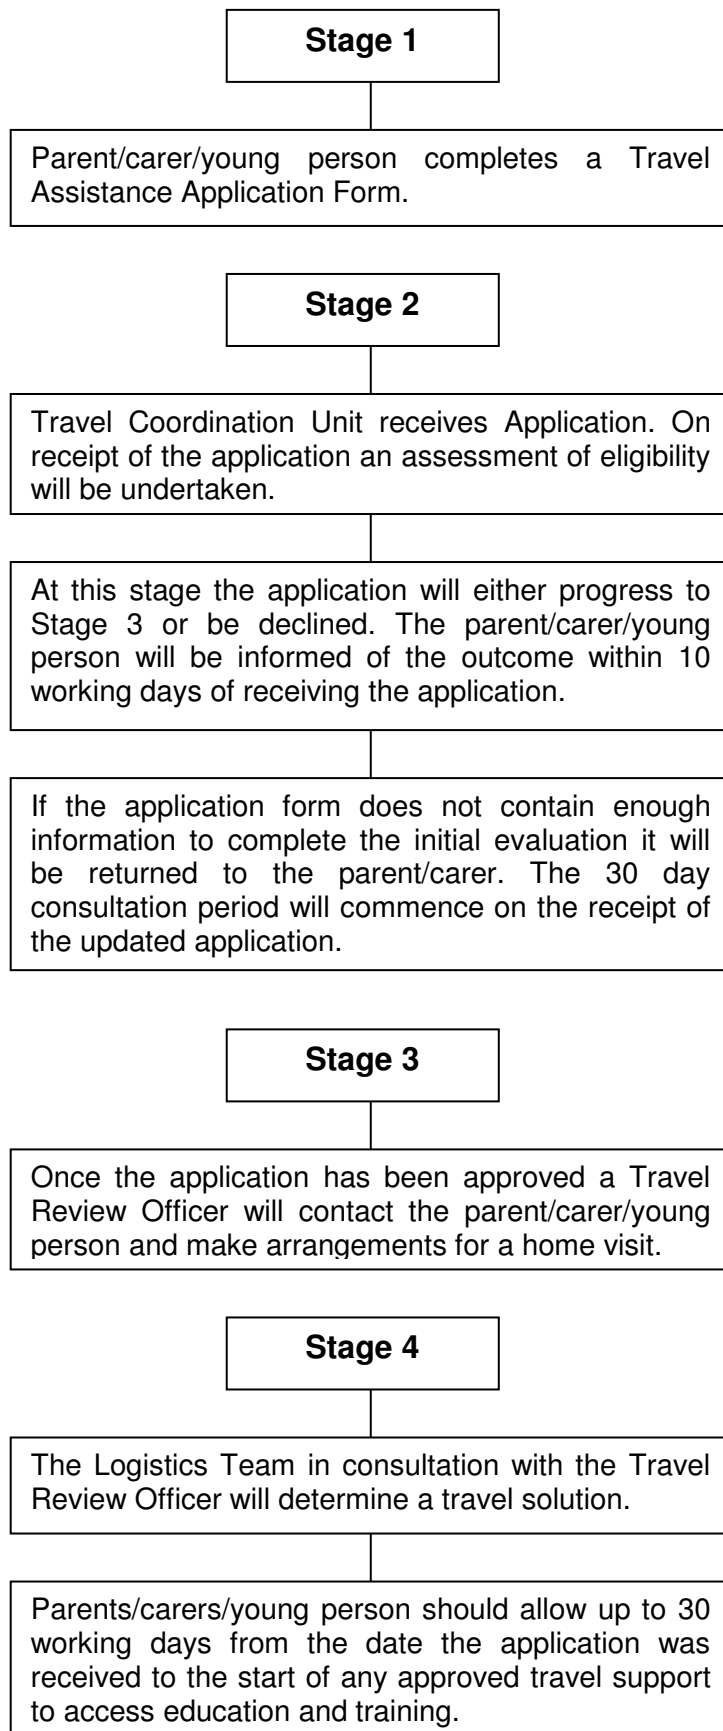 Stage 1
Parent/carer/young person completes a Travel
Assistance Application Form.
Stage 2
Travel Coordination Unit receives Application. On
receipt of the application an assessment of eligibility
will be undertaken.
At this stage the application will either progress to
Stage 3 or be declined. The parent/carer/young
person will be informed of the outcome within 10
working days of receiving the application.
If the application form does not contain enough
information to complete the initial evaluation it will
be returned to the parent/carer. The 30 day
consultation period will commence on the receipt of
the updated application.
Stage 3
Once the application has been approved a Travel
Review Officer will contact the parent/carer/young
person and make arrangements for a home visit.
Stage 4
The Logistics Team in consultation with the Travel
Review Officer will determine a travel solution.
Parents/carers/young person should allow up to 30
working days from the date the application was
received to the start of any approved travel support
to access education and training.